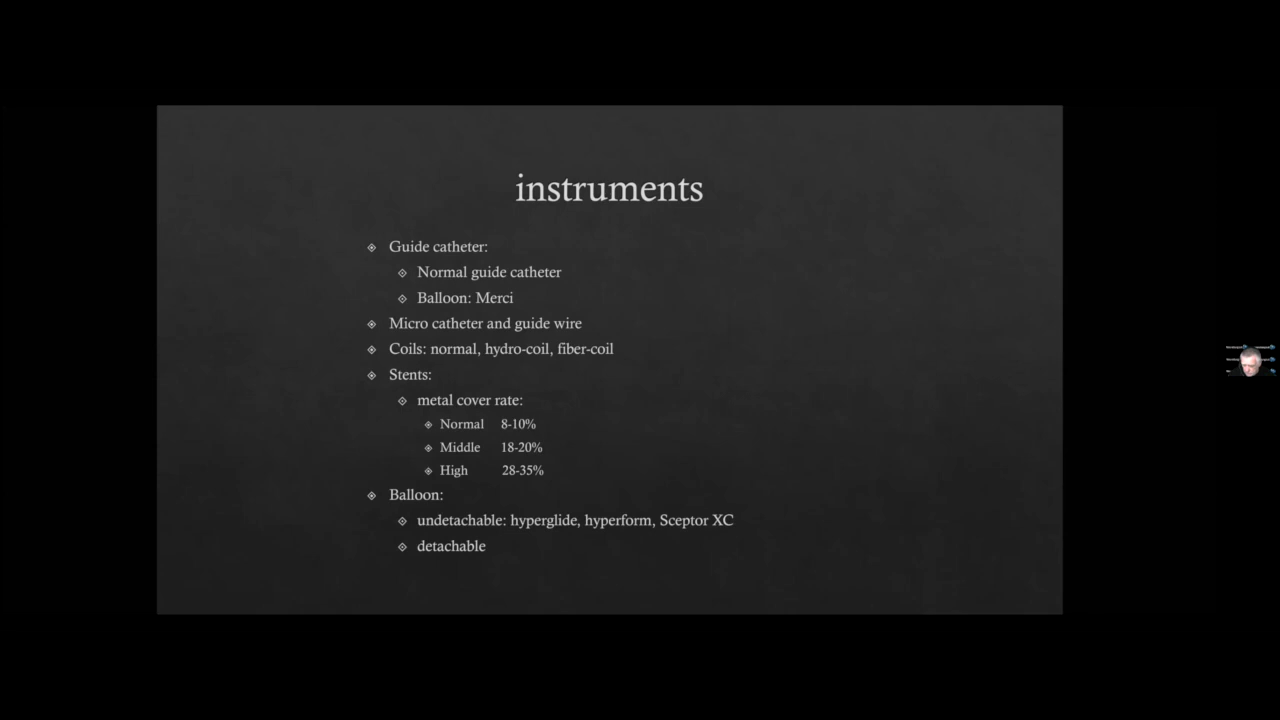 instruments
Guide catheter:
Normal guide catheter
Balloon: Merci
Micro catheter and guide wire
Coils: normal, hydro-coil, fiber-coil
Stents:
metal cover rate:
Normal 8-10%
Middle 18-20%
High 28-35%
Balloon:
undetachable: hyperglide, hyperform, Sceptor XC
detachable